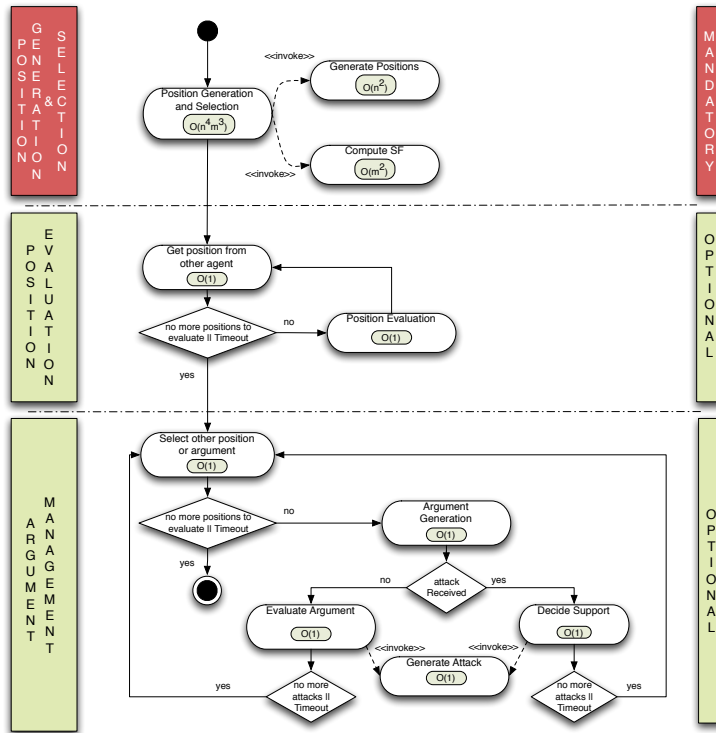 POSITION
GENERATION
&
SELECTION
MANDATORY
<<invoke>>
Generate Positions
O(n2)
Position Generation
and Selection
O(n4m3)
Compute SF
O(m2)
<<invoke>>
POSITION
EVALUATION
OPTIONAL
Get position from
other agent
O(1)
no more positions to
evaluate || Timeout
no
Position Evaluation
O(1)
yes
ARGUMENT
MANAGEMENT
OPTIONAL
Select other position
or argument
O(1)
no more positions to
evaluate || Timeout
no
Argument
Generation
O(1)
yes
no
attack
Received
yes
Evaluate Argument
O(1)
Decide Support
O(1)
<<invoke>>
<<invoke>>
Generate Attack
O(1)
yes
no more
attacks ||
Timeout
no more
attacks ||
Timeout
yes